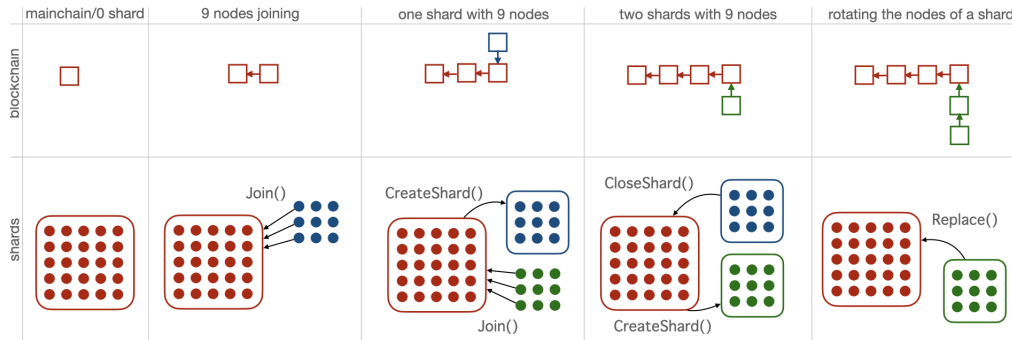 mainchain/0 shard
9 nodes joining
one shard with 9 nodes
two shards with 9 nodes
rotating the nodes of a shard
blockchain
shards
Join()
CreateShard()
Join()
CloseShard()
CreateShard()
Replace()